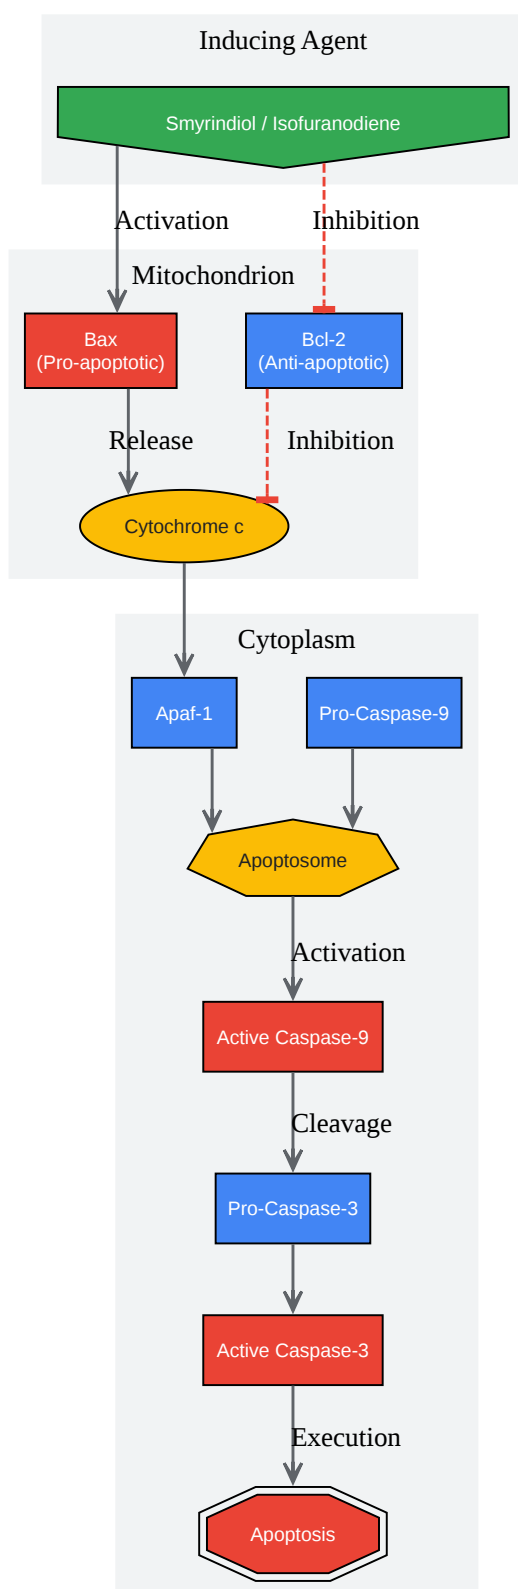 Inducing Agent
Smyrindiol / Isofuranodiene
Activation
Inhibition
Mitochondrion
Bax
(Pro-apoptotic)
Bcl-2
(Anti-apoptotic)
Release
Inhibition
Cytochrome c
Cytoplasm
Apaf-1
Pro-Caspase-9
Apoptosome
Activation
Active Caspase-9
Cleavage
Pro-Caspase-3
Active Caspase-3
Execution
Apoptosis